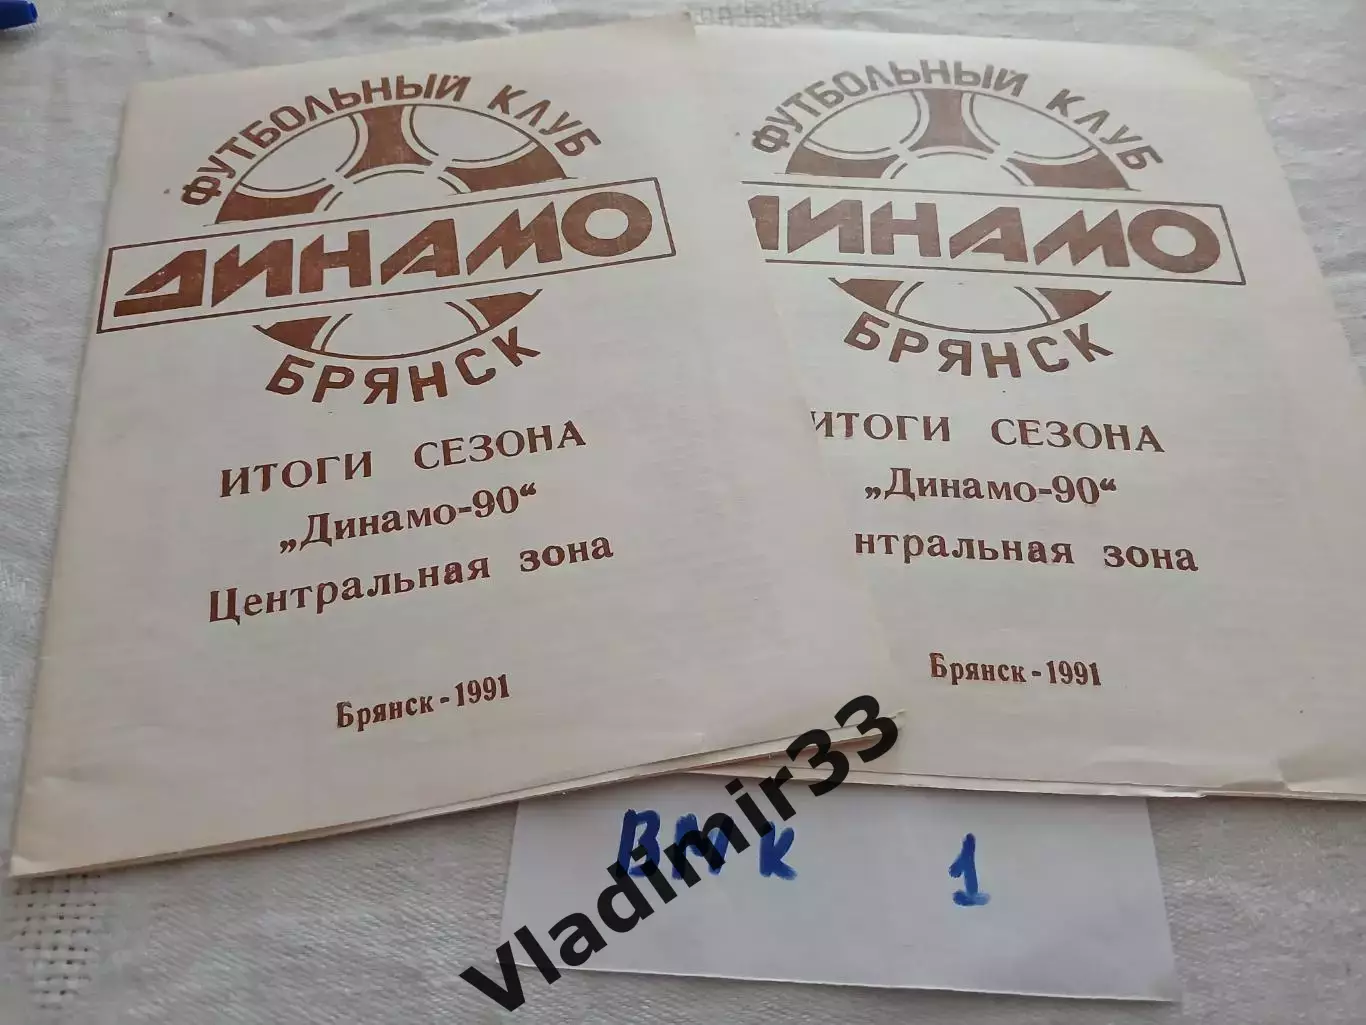 ФУТБОЛЬНЫЙ КЛУБ
ДИНАМО
БРЯНСК
ИТОГИ СЕЗОНА
„Динамо-90“
Центральная зона
Брянск - 1991
ФУТБОЛЬНЫЙ КЛУБ
ДИНАМО
БРЯНСК
ИТОГИ СЕЗОНА
„Динамо-90“
нтральная зона
Брянск - 1991
1
Vladimir33